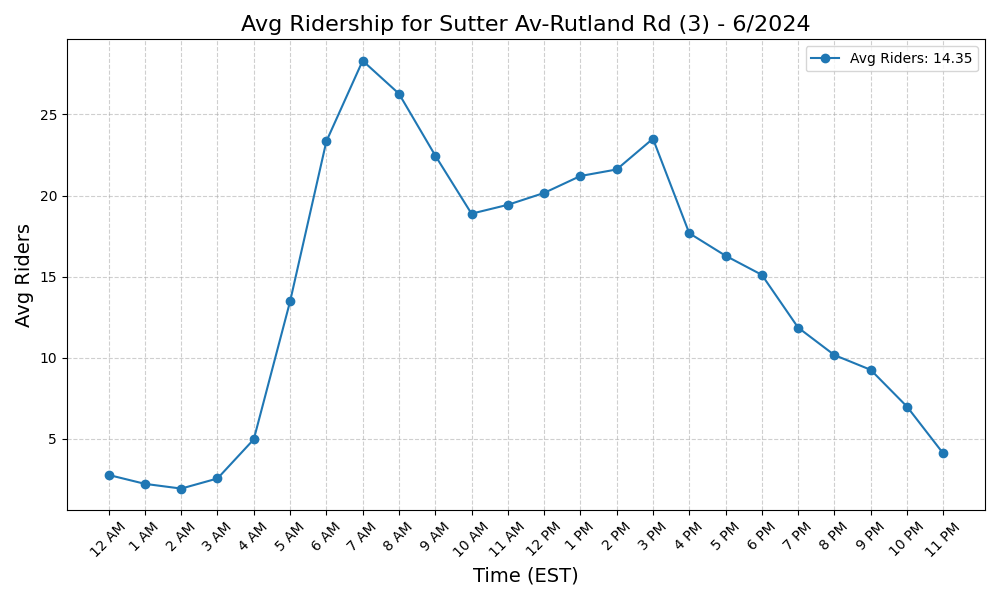 Avg Ridership for Sutter Av-Rutland Rd (3) - 6/2024
Avg Riders: 14.35
Avg Riders
25
20
15
10
5
12 AM
1 AM
2 AM
3 AM
4 AM
5 AM
6 AM
7 AM
8 AM
9 AM
10 AM
11 AM
12 PM
1 PM
2 PM
3 PM
4 PM
5 PM
6 PM
7 PM
8 PM
9 PM
10 PM
11 PM
Time (EST)